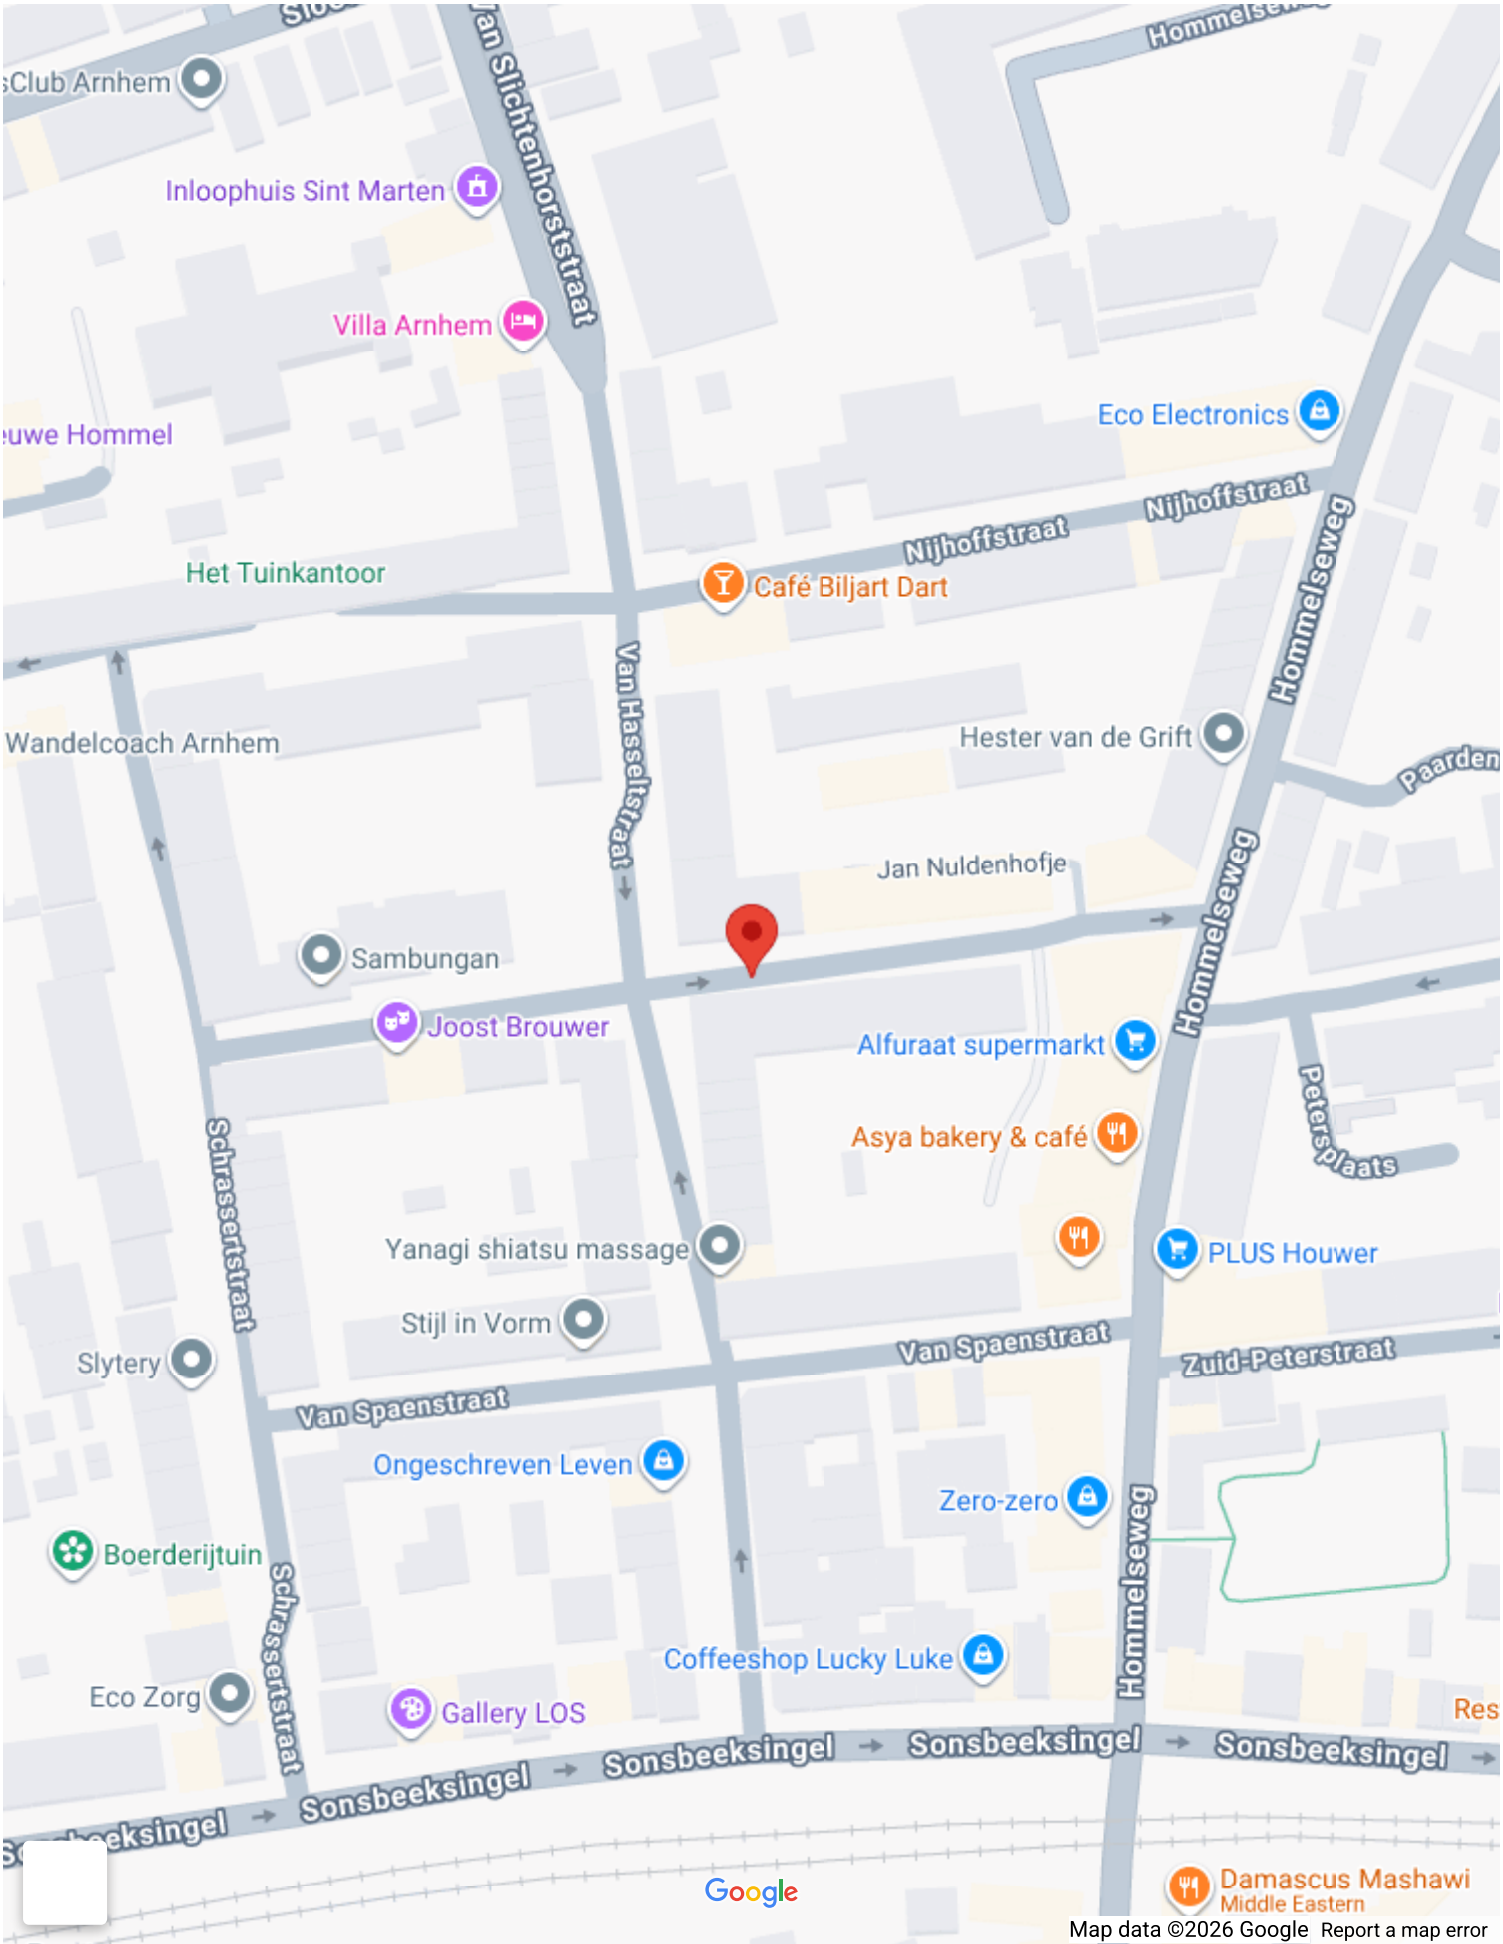 Hommelseweg
Van Slichtenhorststraat
sClub Arnhem
Inloophuis Sint Marten
Villa Arnhem
Eco Electronics
euwe Hommel
Nijhoffstraat
Nijhoffstraat
Hommelseweg
Het Tuinkantoor
Café Biljart Dart
Van Hasseltstraat
Wandelcoach Arnhem
Hester van de Grift
Paarden
Jan Nuldenhofje
Hommelseweg
Sambungan
Joost Brouwer
Alfuraat supermarkt
Petersplaats
Asya bakery & café
Schrassertstraat
Yanagi shiatsu massage
PLUS Houwer
Stijl in Vorm
Van Spaenstraat
Zuid-Peterstraat
Slytery
Van Spaenstraat
Ongeschreven Leven
Zero-zero
Hommelseweg
Boerderijtuin
Schrassertstraat
Coffeeshop Lucky Luke
Eco Zorg
Gallery LOS
Res
Sonsbeeksingel
Sonsbeeksingel
Sonsbeeksingel
Sonsbeeksingel
eksingel
Damascus Mashawi
Middle Eastern
Google
Map data ©2026 Google
Report a map error